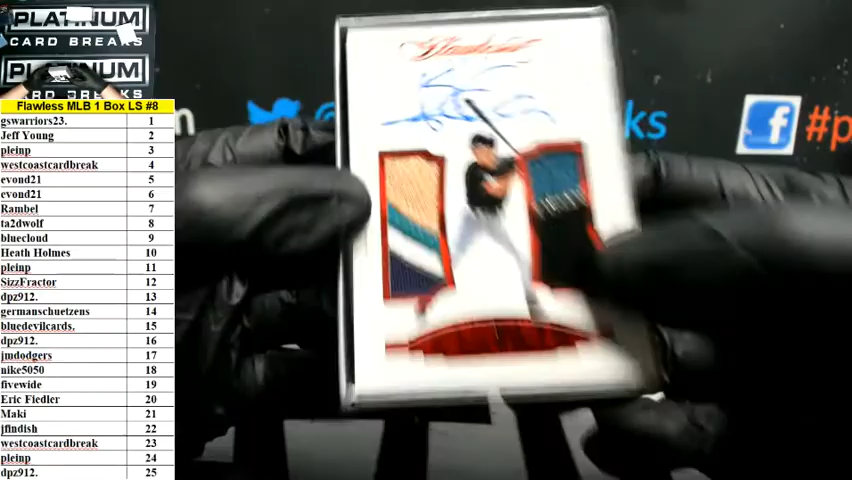 PLATINUM
CARD BREAKS
PLATINUM
CARD BREAKS
Flawless MLB 1 Box LS #8
gswarriors23. 1
Jeff Young 2
pleinp 3
westcoastcardbreak 4
evond21 5
evond21 6
Rambel 7
ta2dwolf 8
bluecloud 9
Heath Holmes 10
pleinp 11
SizzFractor 12
dpz912. 13
germanschuetzens 14
bluedevilcards. 15
dpz912. 16
jmdodgers 17
nike5050 18
fivewide 19
Eric Fiedler 20
Maki 21
jfindish 22
westcoastcardbreak 23
pleinp 24
dpz912. 25
Flawless
#p